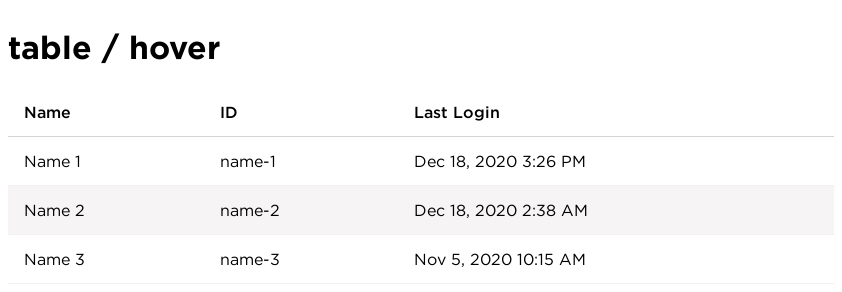 table / hover
Name ID Last Login
Name 1 name-1 Dec 18, 2020 3:26 PM
Name 2 name-2 Dec 18, 2020 2:38 AM
Name 3 name-3 Nov 5, 2020 10:15 AM